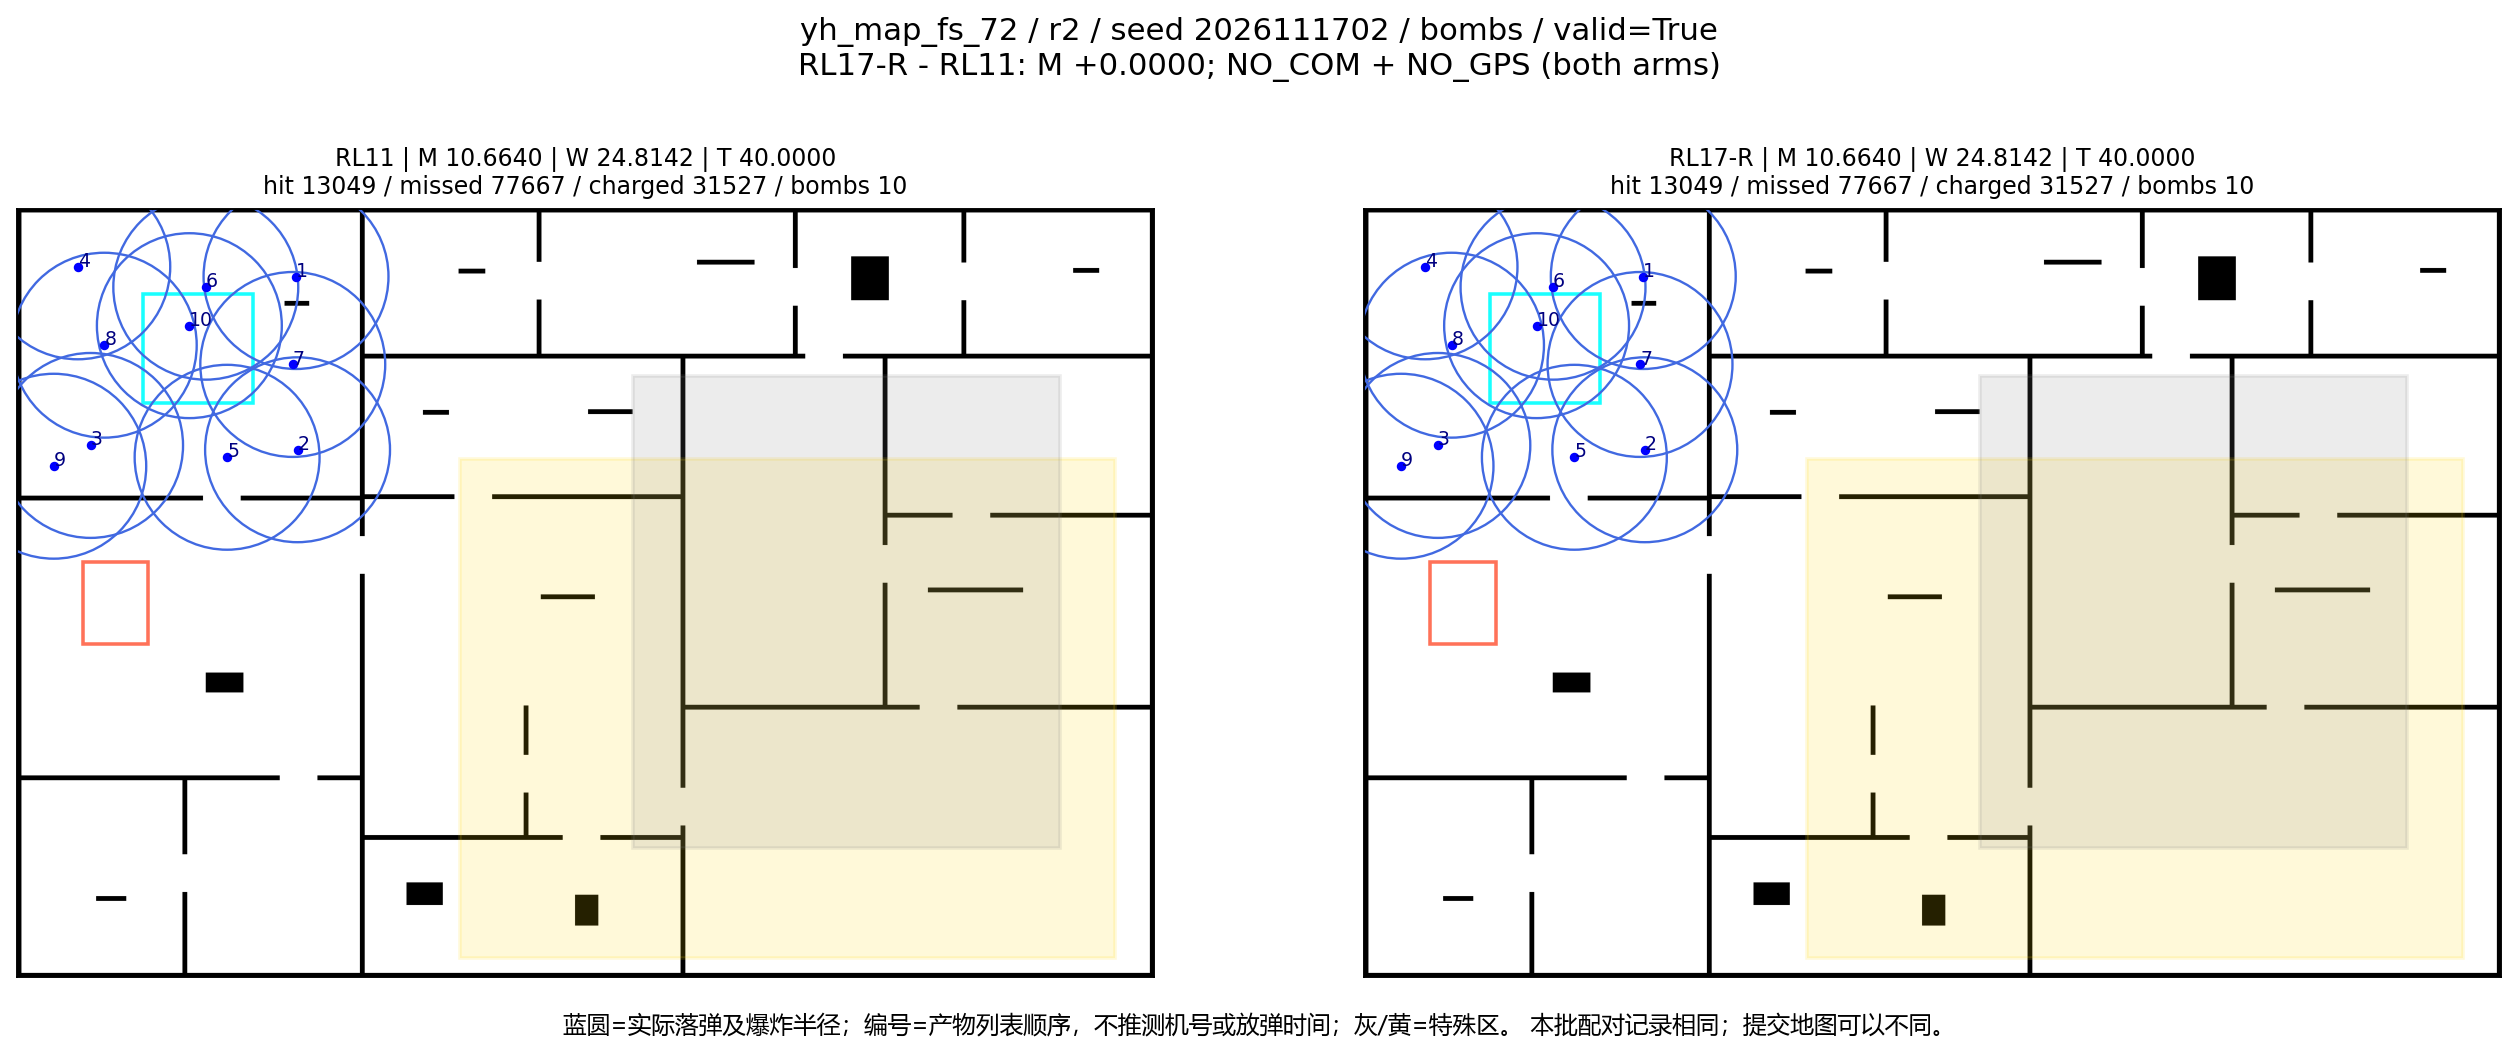 yh_map_fs_72 / r2 / seed 2026111702 / bombs / valid=True
RL17-R - RL11: M +0.0000; NO_COM + NO_GPS (both arms)
RL11 | M 10.6640 | W 24.8142 | T 40.0000
hit 13049 / missed 77667 / charged 31527 / bombs 10
4
6
1
10
8
7
3
5
2
9
RL17-R | M 10.6640 | W 24.8142 | T 40.0000
hit 13049 / missed 77667 / charged 31527 / bombs 10
4
6
1
10
8
7
3
5
2
9
蓝圆=实际落弹及爆炸半径；编号=产物列表顺序，不推测机号或放弹时间；灰/黄=特殊区。 本批配对记录相同；提交地图可以不同。